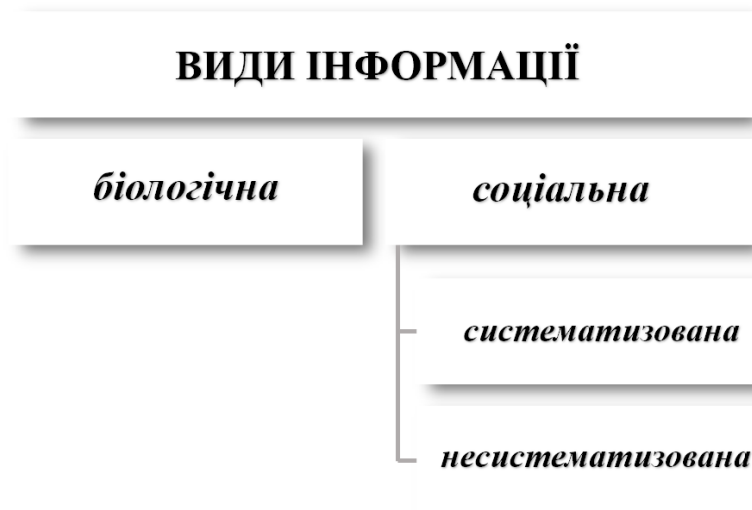 ВИДИ ІНФОРМАЦІЇ
біологічна
соціальна
систематизована
несистематизована